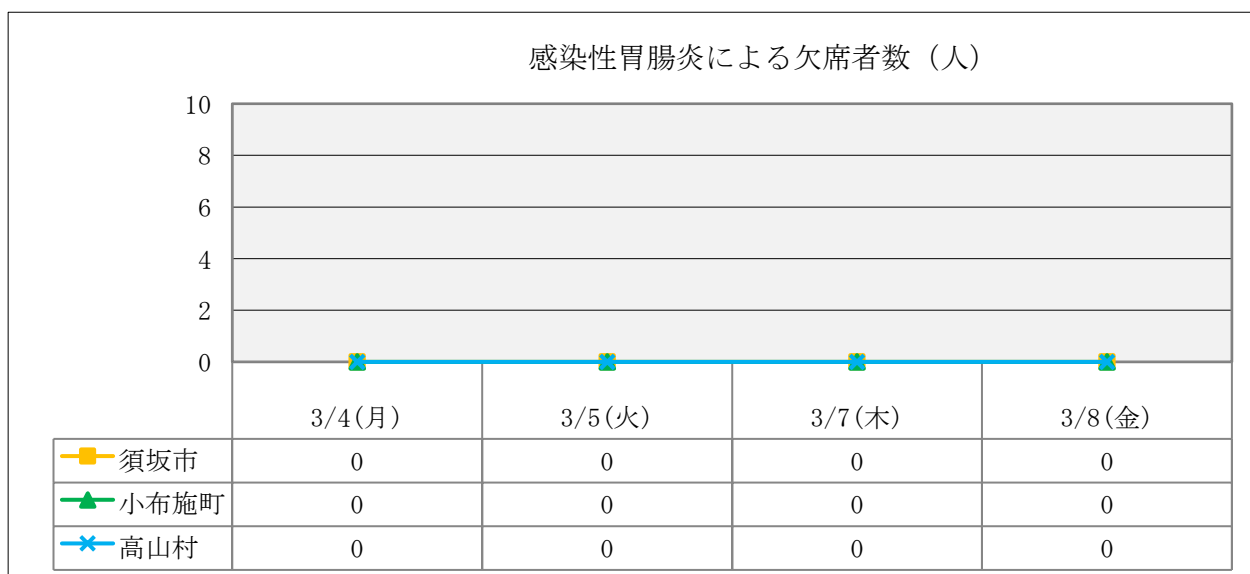 感染性胃腸炎による欠席者数（人）
10
8
6
4
2
0
3/4(月) 3/5(火) 3/7(木) 3/8(金)
須坂市 0 0 0 0
小布施町 0 0 0 0
高山村 0 0 0 0